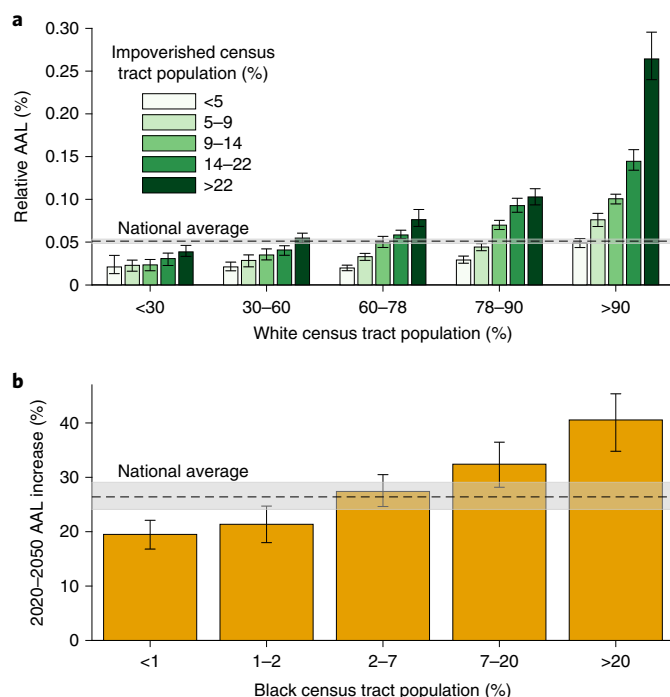 a
Relative AAL (%)
0.30
0.25
0.20
0.15
0.10
0.05
0
Impoverished census
tract population (%)
<5
5–9
9–14
14–22
>22
National average
<30
30–60
60–78
78–90
>90
White census tract population (%)
b
2020–2050 AAL increase (%)
40
30
20
10
0
National average
<1
1–2
2–7
7–20
>20
Black census tract population (%)